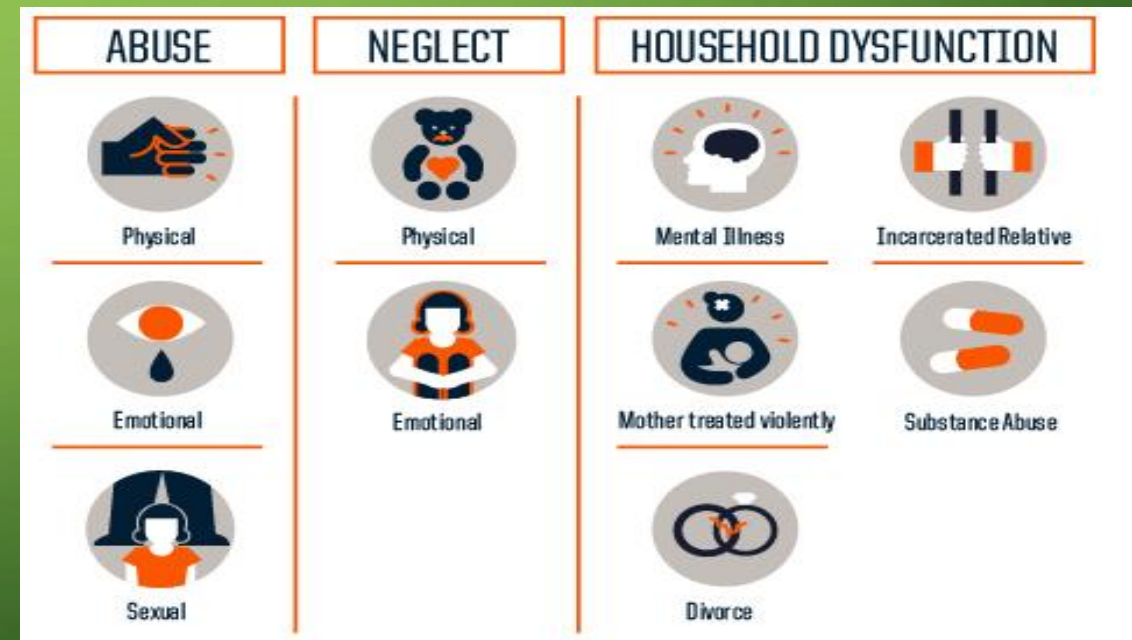 ABUSE
Physical
Emotional
Sexual
NEGLECT
Physical
Emotional
HOUSEHOLD DYSFUNCTION
Mental Illness
Incarcerated Relative
Mother treated violently
Substance Abuse
Divorce